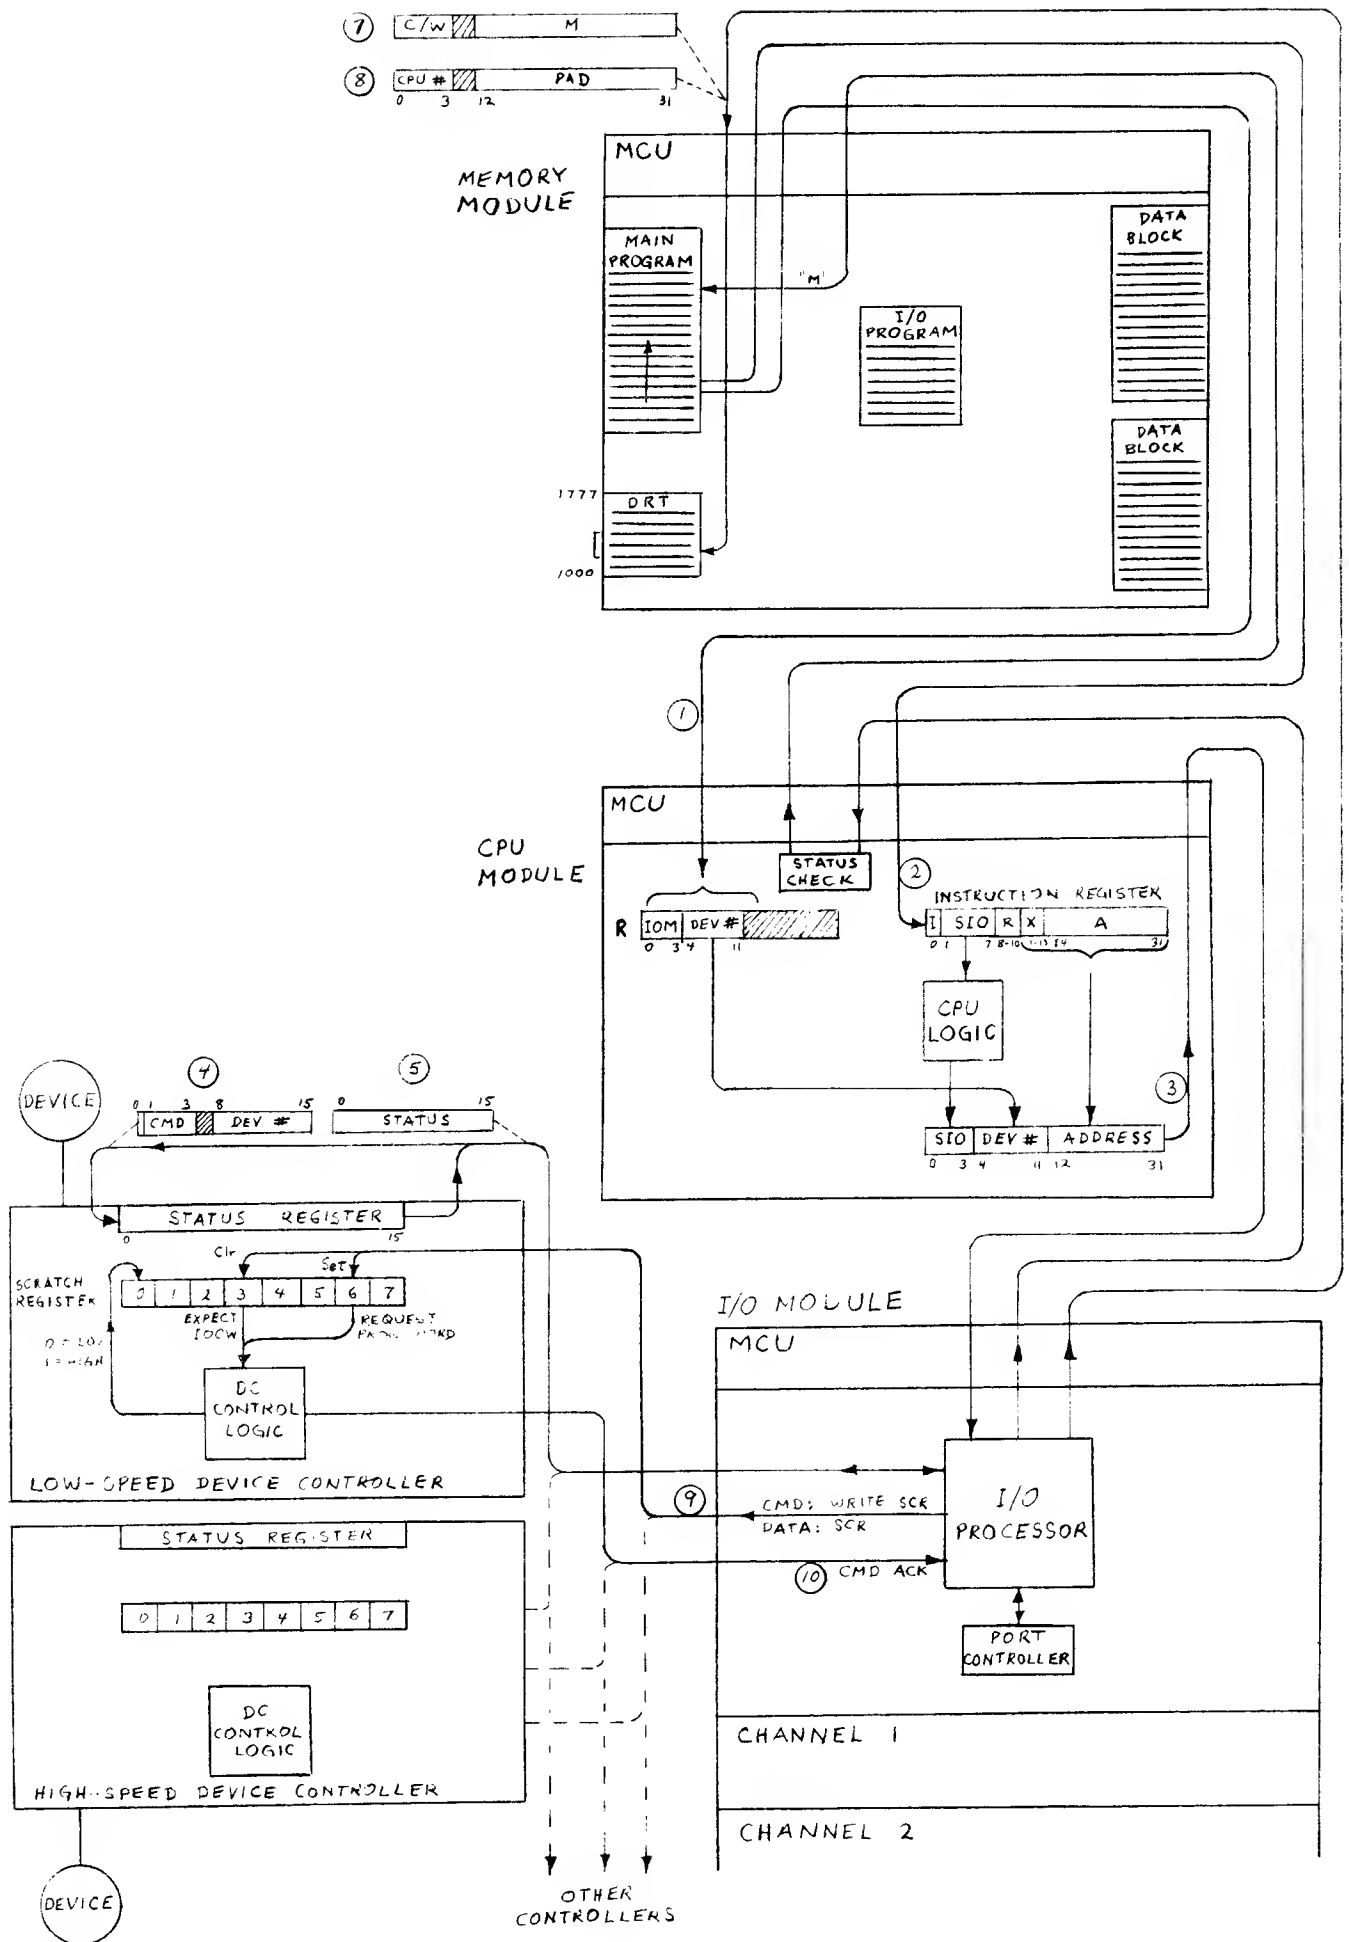 7 C/W M
8 CPU # PAD
0 3 12 31
MCU
MEMORY
MODULE
MAIN
PROGRAM
"M"
I/O
PROGRAM
DATA
BLOCK
DATA
BLOCK
1777
DRT
1000
1
MCU
CPU
MODULE
STATUS
CHECK
2
INSTRUCTION REGISTER
R IOM DEV #
0 3 4 11
I SIO R X A
0 1 7 8-10 31
CPU
LOGIC
3
SIO DEV # ADDRESS
0 3 4 11 12 31
DEVICE
4
5
0 1 3 8 15
CMD DEV #
0 15
STATUS
STATUS REGISTER
0 15
Clr
Set
SCRATCH
REGISTER
0 1 2 3 4 5 6 7
EXPECT
IOCW
REQUEST
1 = HIGH
DC
CONTROL
LOGIC
LOW-SPEED DEVICE CONTROLLER
I/O MODULE
MCU
9
CMD: WRITE SCR
DATA: SCR
10 CMD ACK
I/O
PROCESSOR
PORT
CONTROLLER
CHANNEL 1
CHANNEL 2
STATUS REGISTER
0 1 2 3 4 5 6 7
DC
CONTROL
LOGIC
HIGH-SPEED DEVICE CONTROLLER
DEVICE
OTHER
CONTROLLERS